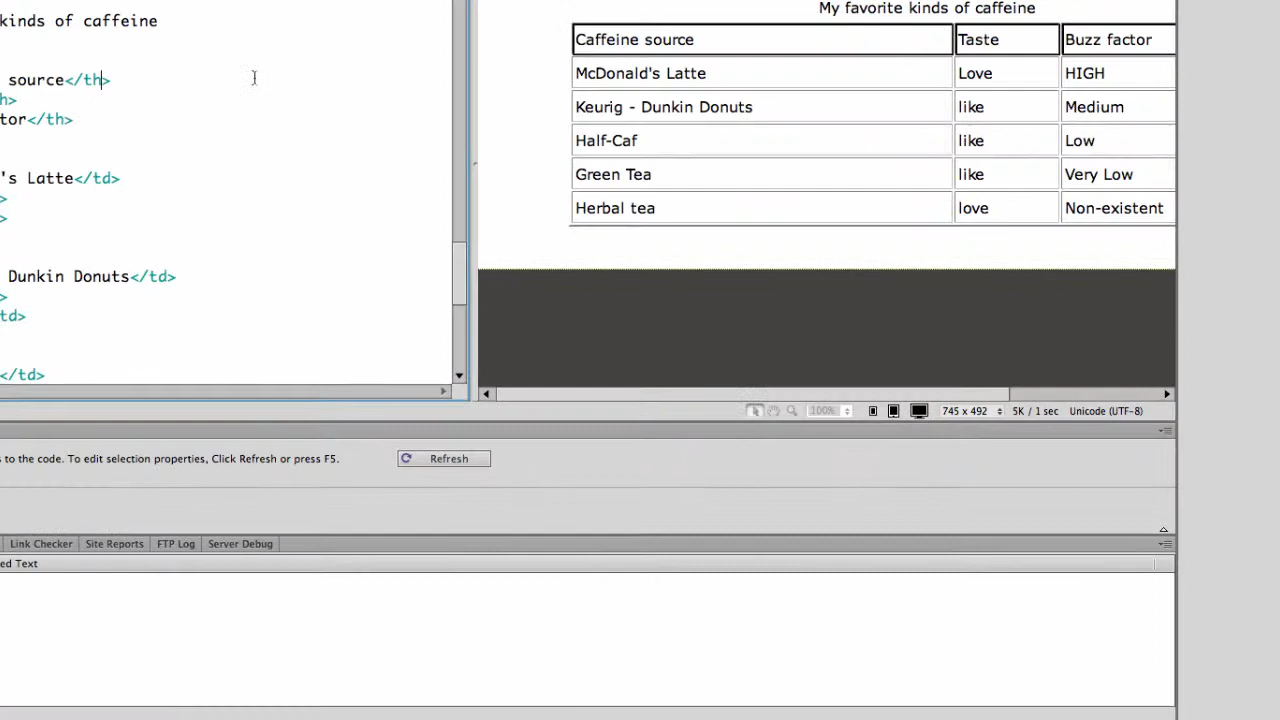 kinds of caffeine
source</th>
h>
tor</th>
's Latte</td>
>
>
Dunkin Donuts</td>
>
td>
</td>
My favorite kinds of caffeine
Caffeine source Taste Buzz factor
McDonald's Latte Love HIGH
Keurig - Dunkin Donuts like Medium
Half-Caf like Low
Green Tea like Very Low
Herbal tea love Non-existent
100% 745 x 492 5K / 1 sec Unicode (UTF-8)
s to the code. To edit selection properties, Click Refresh or press F5. Refresh
Link Checker Site Reports FTP Log Server Debug
ed Text